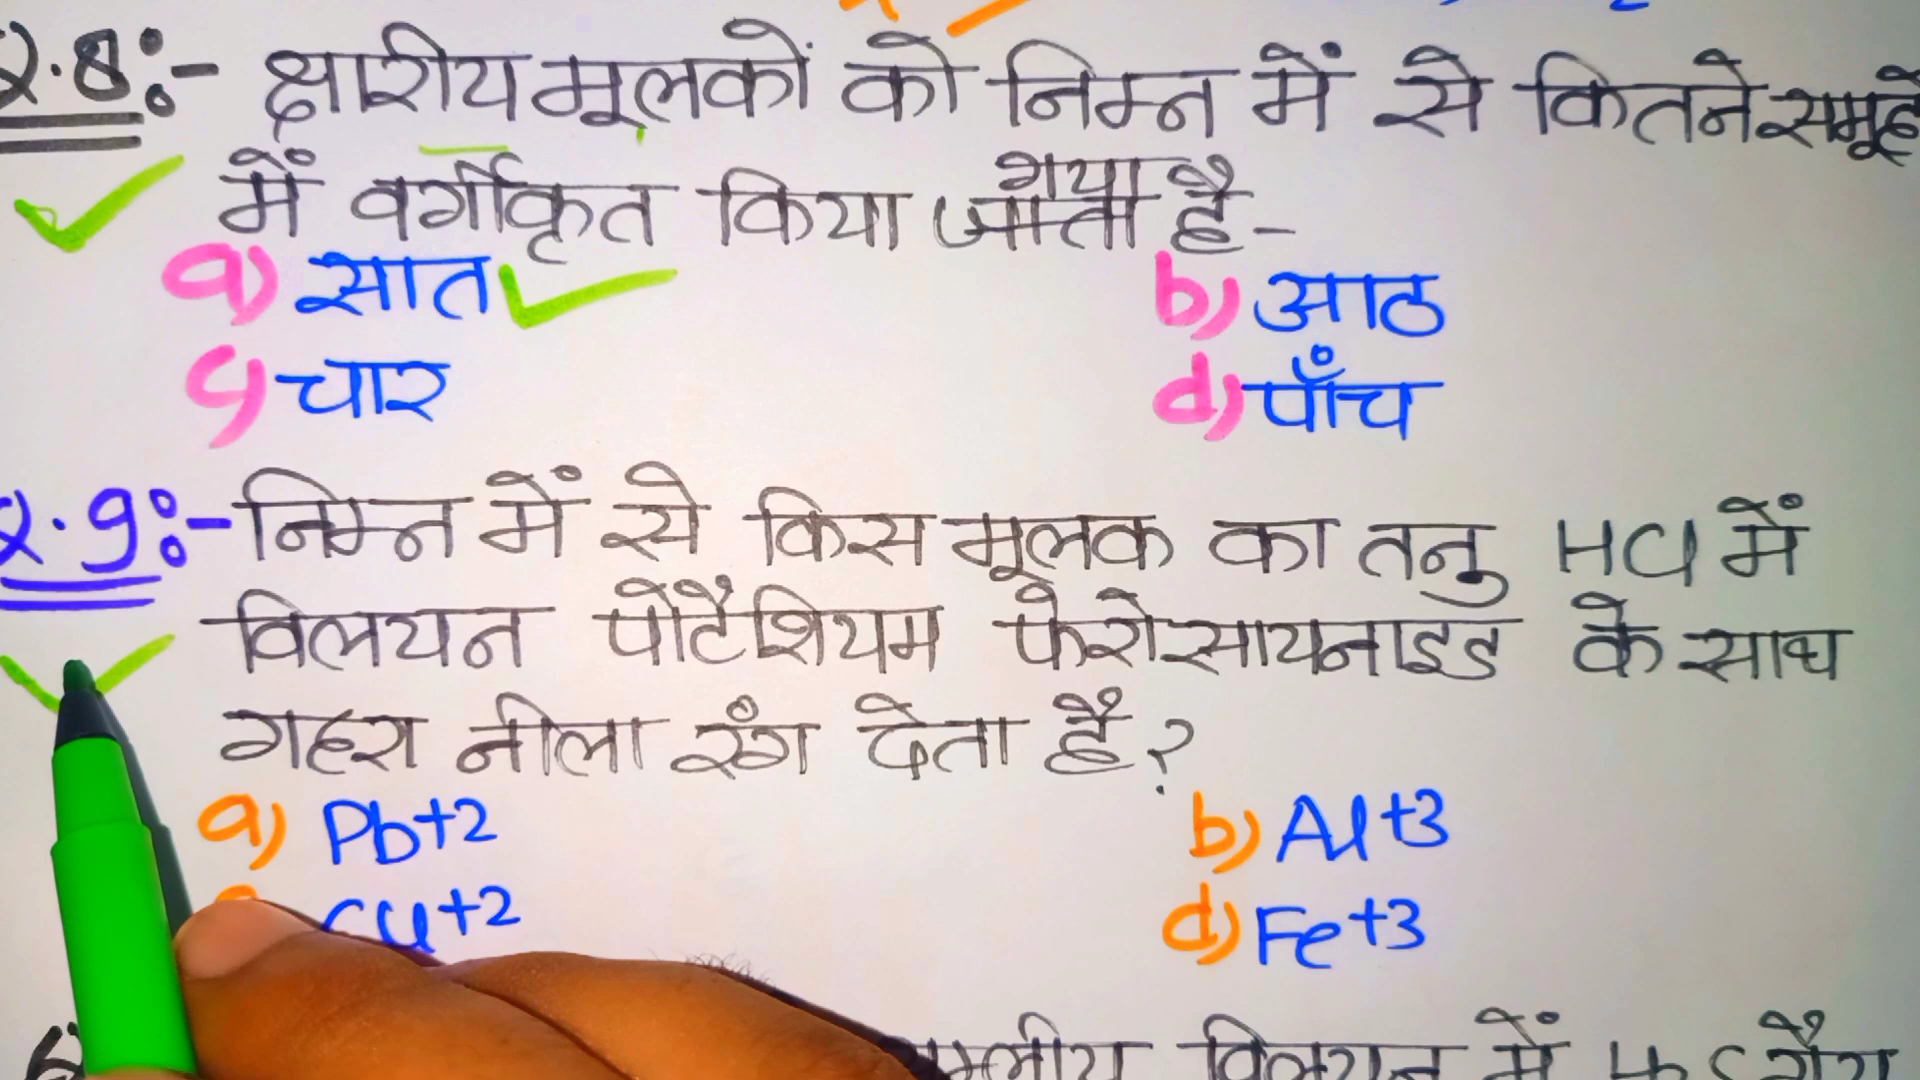 Q.8:- क्षारीय मूलकों को निम्न में से कितने समूहों
में वर्गीकृत किया गया है-
a) सात b) आठ
c) चार d) पाँच
Q.9:- निम्न में से किस मूलक का तनु HCl में
विलयन पोटैशियम फेरोसायनाइड के साथ
गहरा नीला रंग देता है?
a) Pb+2 b) Al+3
Cu+2 d) Fe+3
विलयन में